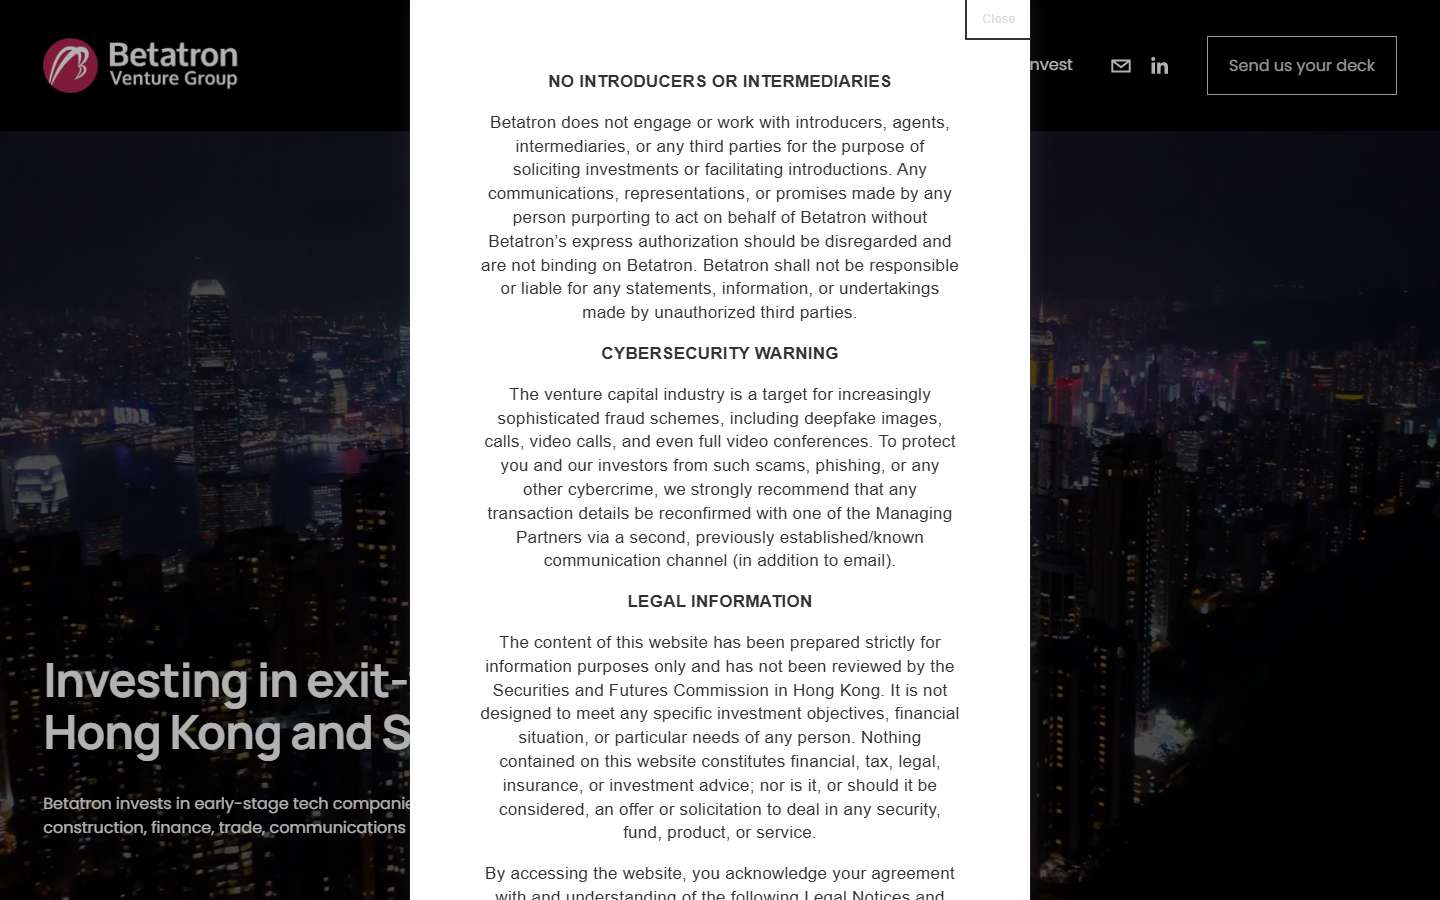 Betatron
Venture Group
nvest
Send us your deck
Close
NO INTRODUCERS OR INTERMEDIARIES
Betatron does not engage or work with introducers, agents,
intermediaries, or any third parties for the purpose of
soliciting investments or facilitating introductions. Any
communications, representations, or promises made by any
person purporting to act on behalf of Betatron without
Betatron’s express authorization should be disregarded and
are not binding on Betatron. Betatron shall not be responsible
or liable for any statements, information, or undertakings
made by unauthorized third parties.
CYBERSECURITY WARNING
The venture capital industry is a target for increasingly
sophisticated fraud schemes, including deepfake images,
calls, video calls, and even full video conferences. To protect
you and our investors from such scams, phishing, or any
other cybercrime, we strongly recommend that any
transaction details be reconfirmed with one of the Managing
Partners via a second, previously established/known
communication channel (in addition to email).
LEGAL INFORMATION
The content of this website has been prepared strictly for
information purposes only and has not been reviewed by the
Securities and Futures Commission in Hong Kong. It is not
designed to meet any specific investment objectives, financial
situation, or particular needs of any person. Nothing
contained on this website constitutes financial, tax, legal,
insurance, or investment advice; nor is it, or should it be
considered, an offer or solicitation to deal in any security,
fund, product, or service.
By accessing the website, you acknowledge your agreement
with and understanding of the following Legal Notices and
Investing in exit-
Hong Kong and S
Betatron invests in early-stage tech companie
construction, finance, trade, communications